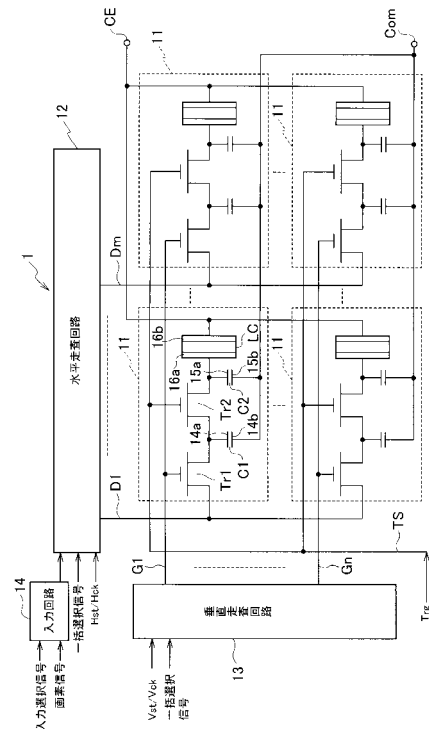 CE
Com
12
1
水平走査回路
11
11
Dm
14
入力回路
入力選択信号
画素信号
一括選択信号
Hst/Hck
D1
11
16b
16a
LC
15a
15b
14a
Tr2
C2
14b
Tr1
C1
11
G1
Gn
TS
垂直走査回路
13
Vst/Vck
一括選択
信号
Trg